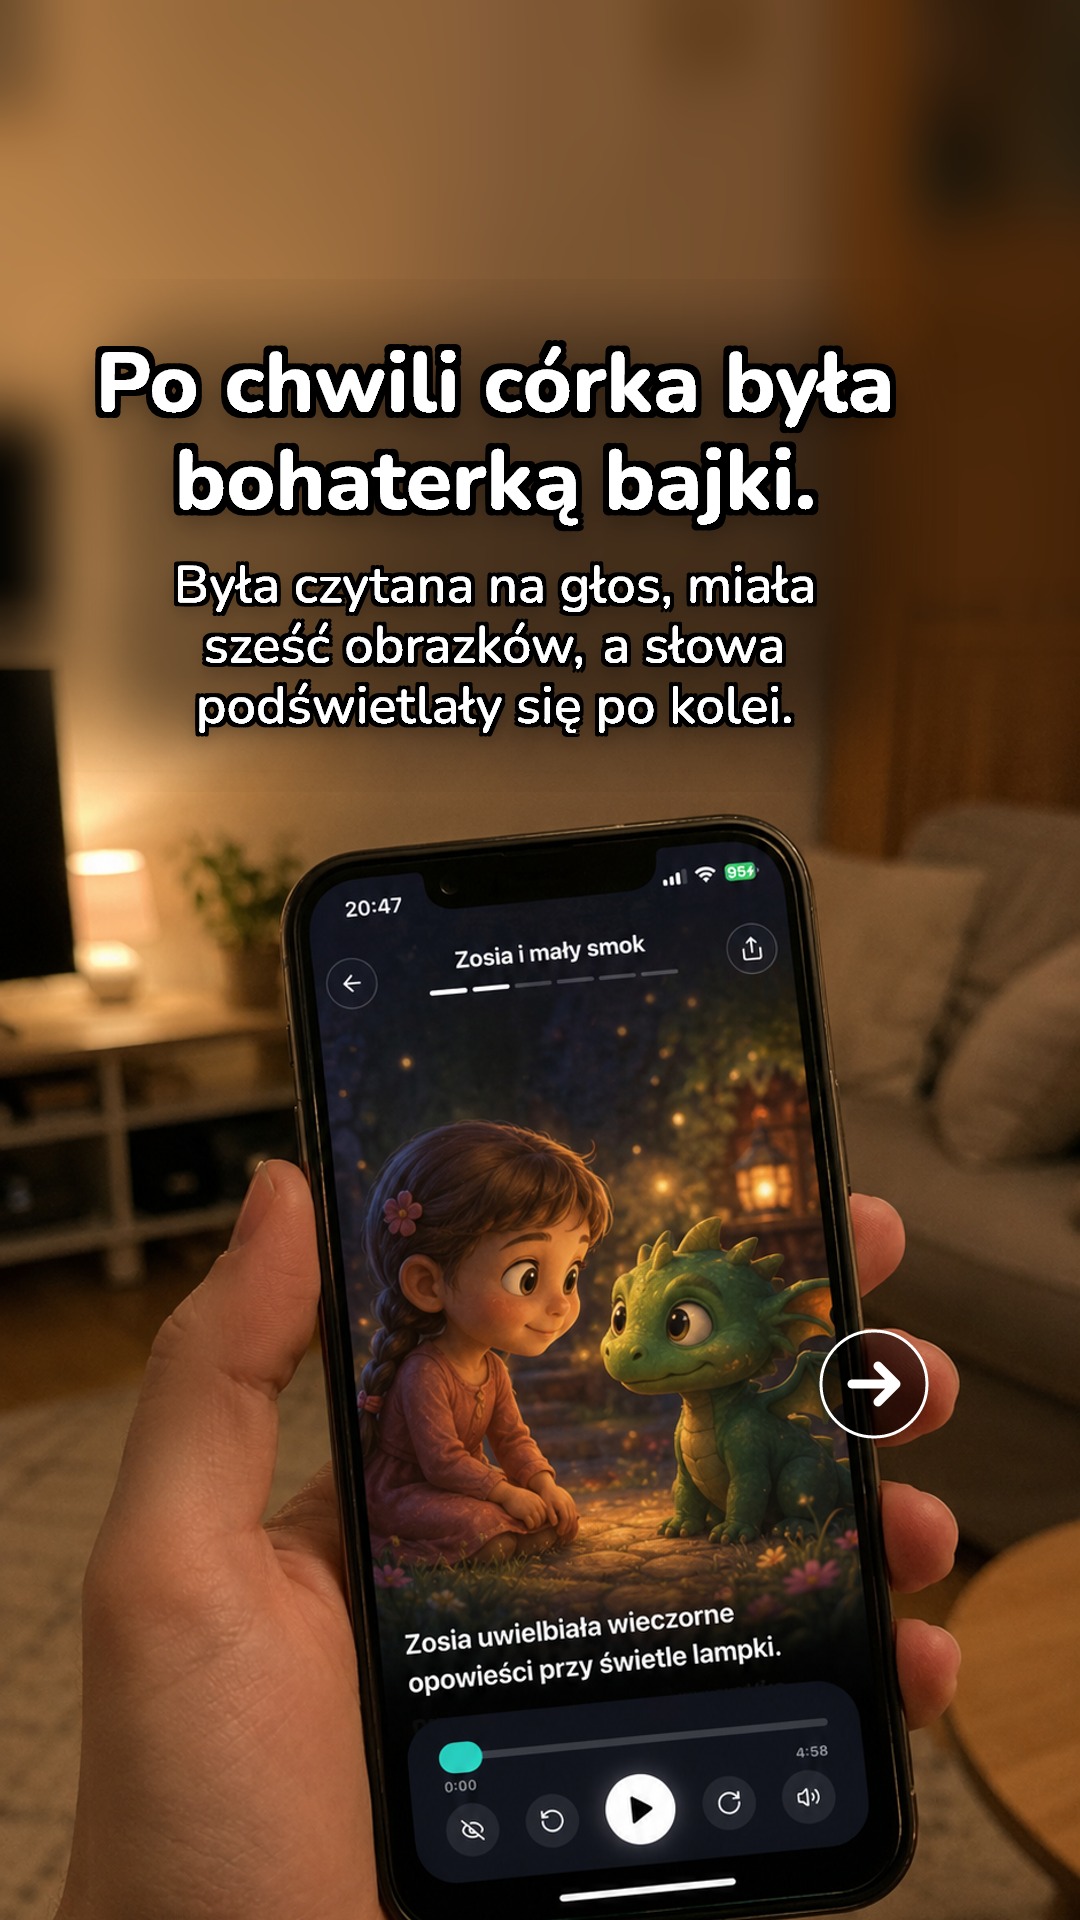 Po chwili córka była
bohaterką bajki.
Była czytana na głos, miała
sześć obrazków, a słowa
podświetlały się po kolei.
20:47
95
Zosia i mały smok
Zosia uwielbiała wieczorne
opowieści przy świetle lampki.
0:00
4:58